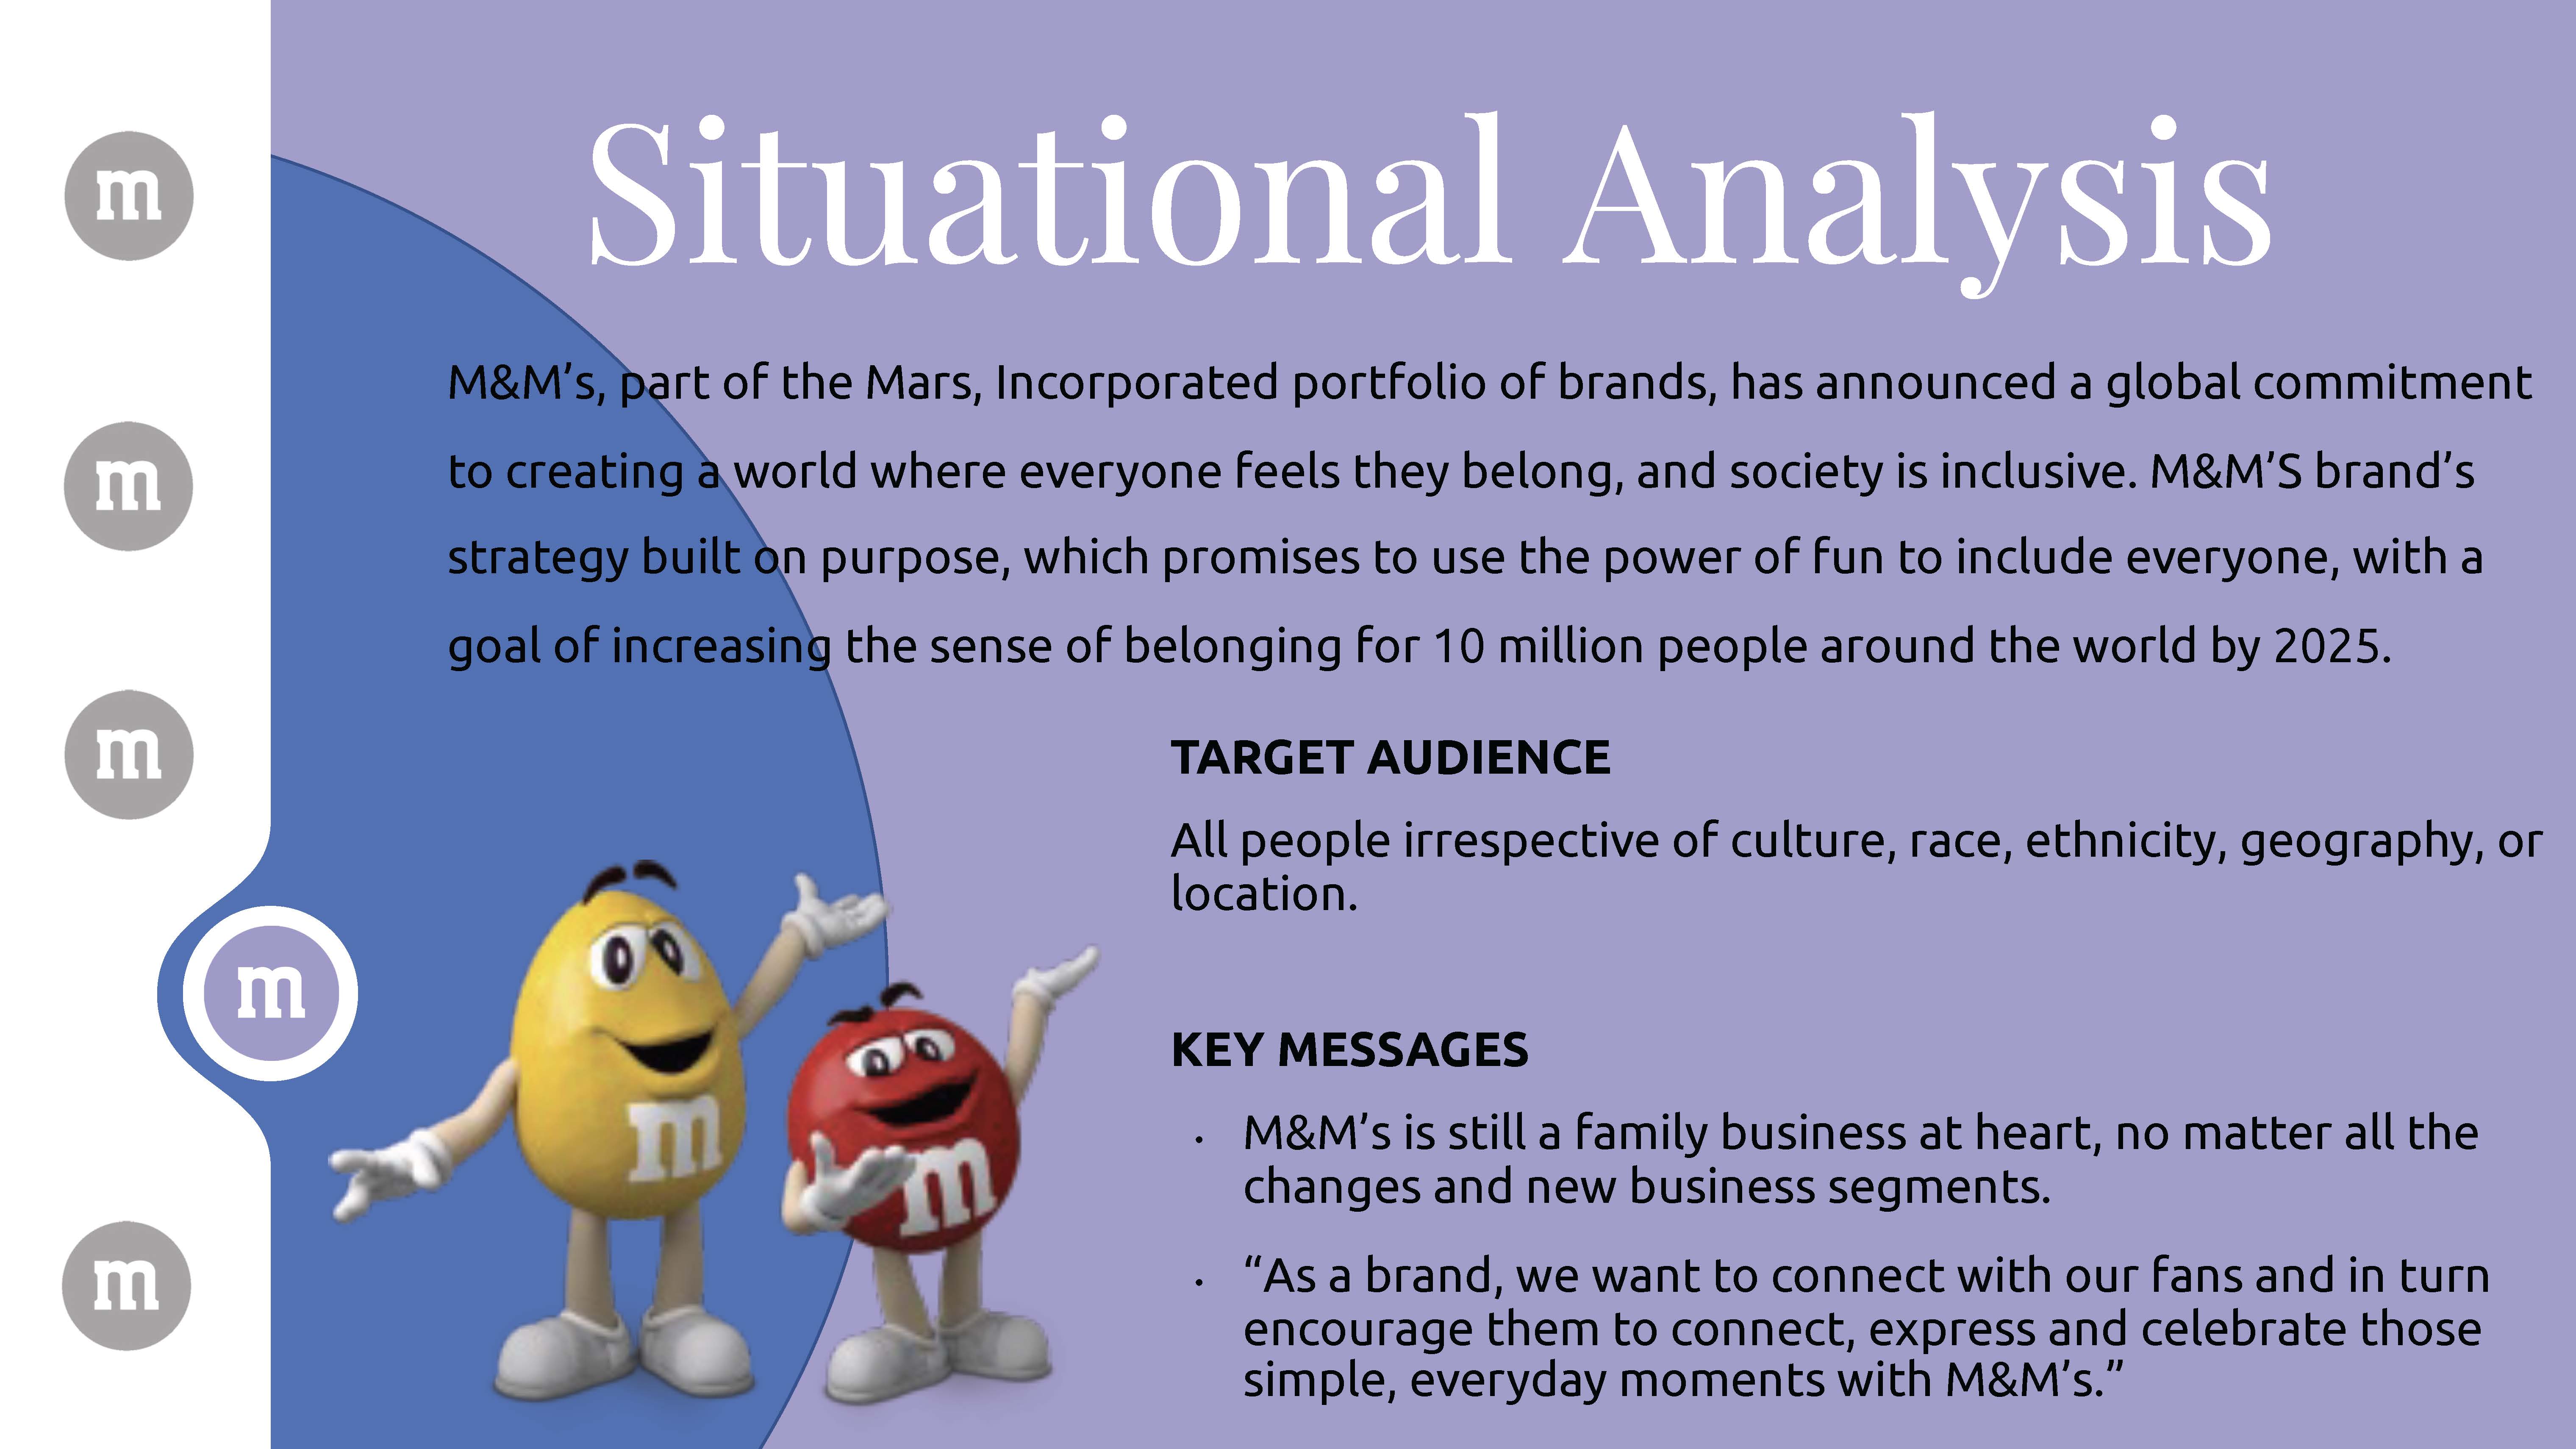 Situational Analysis
M&M’s, part of the Mars, Incorporated portfolio of brands, has announced a global commitment
to creating a world where everyone feels they belong, and society is inclusive. M&M’S brand’s
strategy built on purpose, which promises to use the power of fun to include everyone, with a
goal of increasing the sense of belonging for 10 million people around the world by 2025.
TARGET AUDIENCE
All people irrespective of culture, race, ethnicity, geography, or
location.
KEY MESSAGES
• M&M’s is still a family business at heart, no matter all the
changes and new business segments.
• “As a brand, we want to connect with our fans and in turn
encourage them to connect, express and celebrate those
simple, everyday moments with M&M’s.”
m
m
m
m
m
m
m